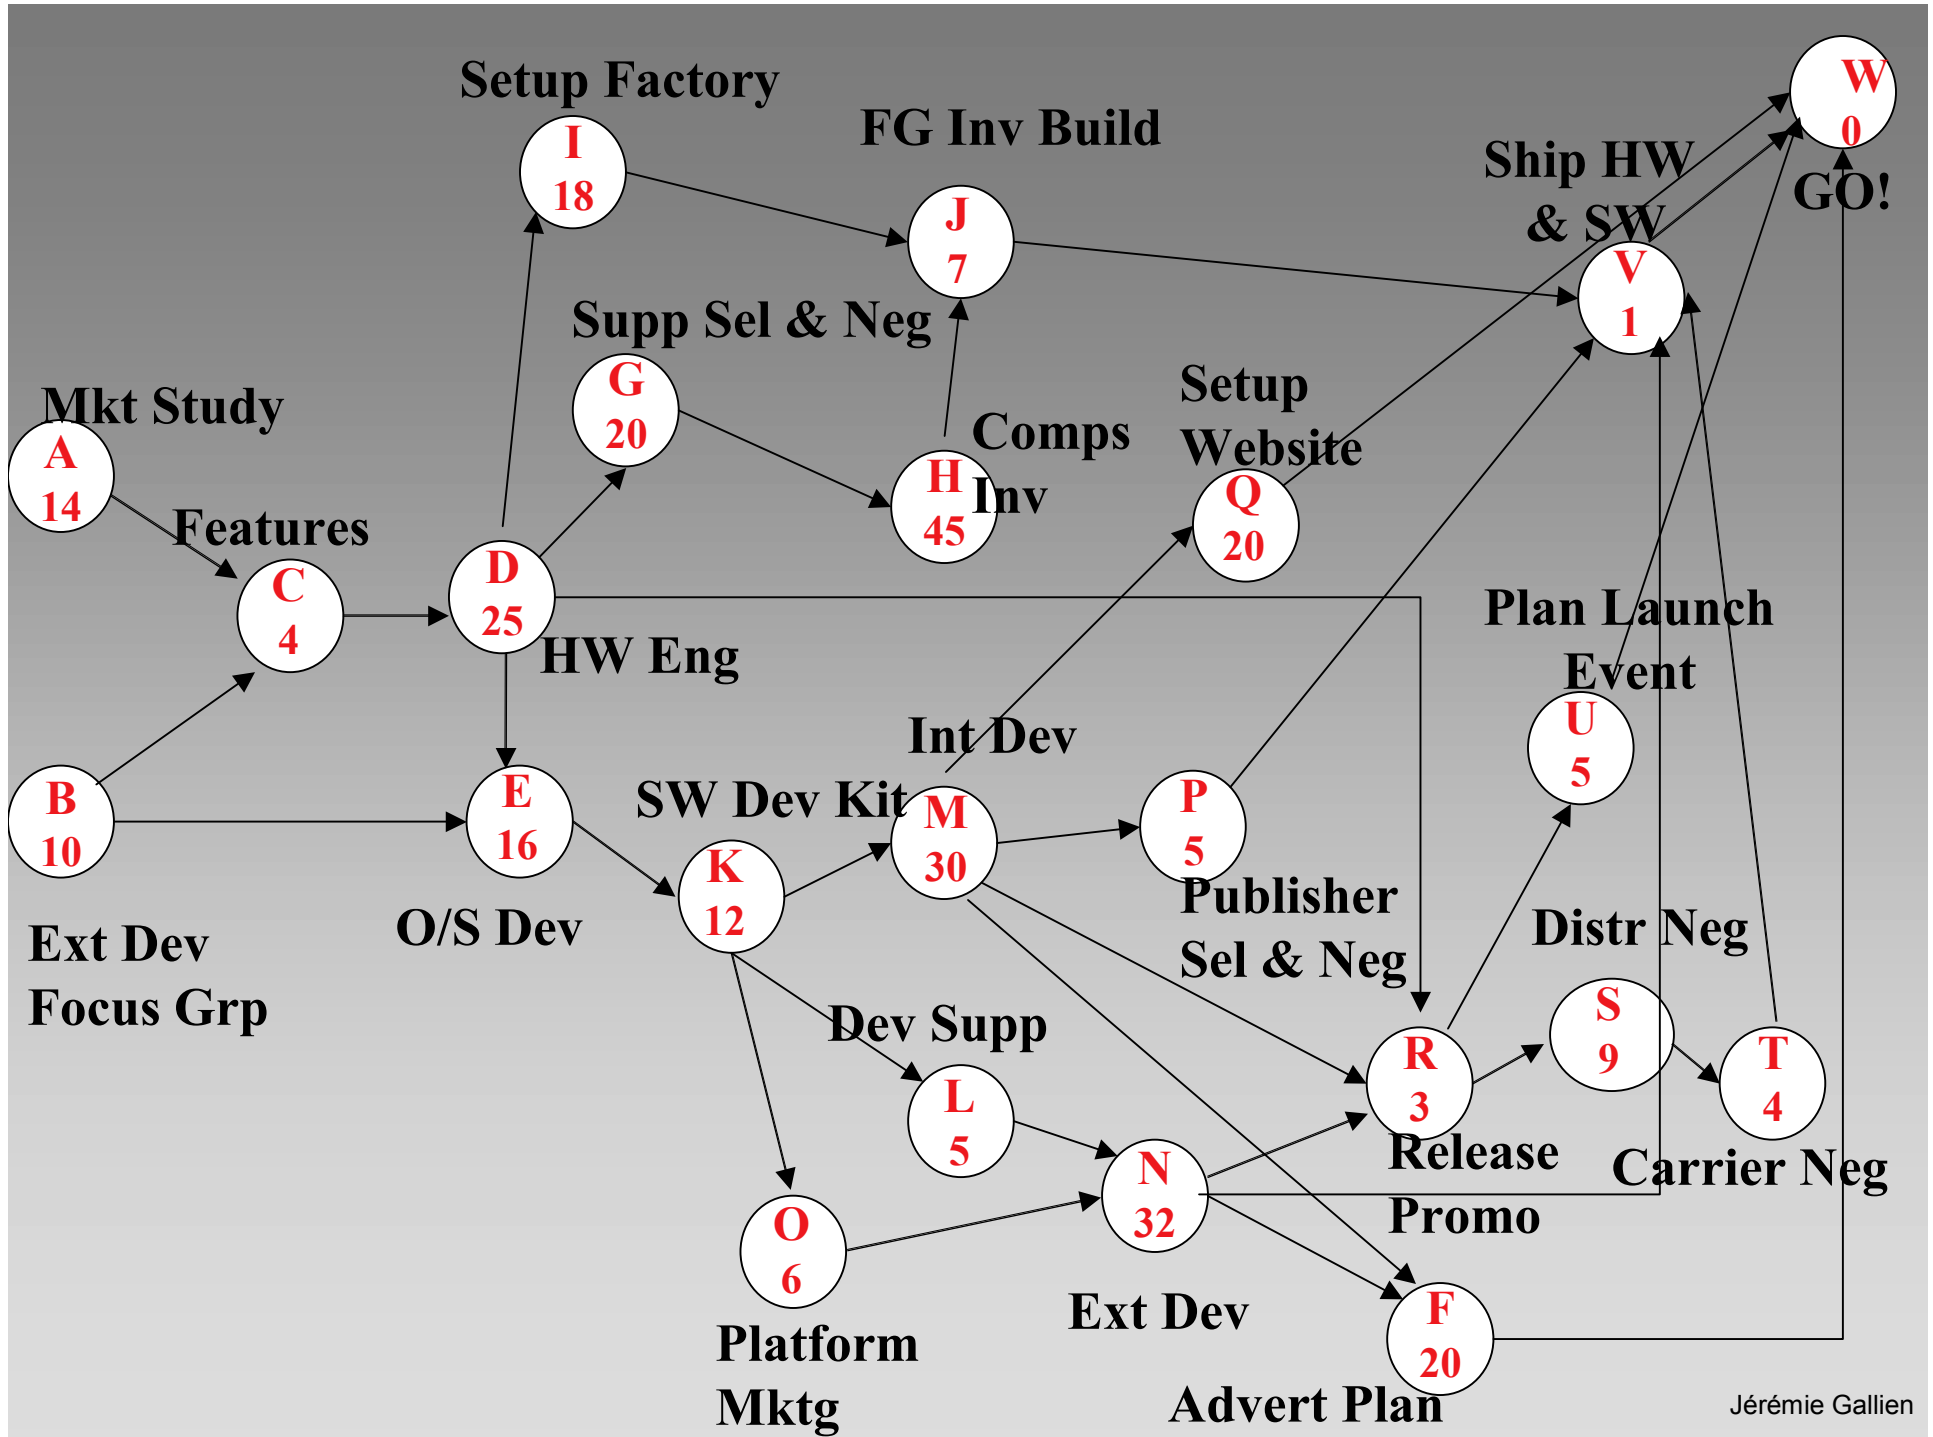 Setup Factory
I
18
FG Inv Build
J
7
Ship HW
& SW
V
1
W
0
GO!
Supp Sel & Neg
G
20
Mkt Study
A
14
Features
C
4
D
25
HW Eng
Comps
Inv
H
45
Setup
Website
Q
20
Plan Launch
Event
U
5
B
10
Ext Dev
Focus Grp
E
16
O/S Dev
SW Dev Kit
K
12
Int Dev
M
30
P
5
Publisher
Sel & Neg
Distr Neg
S
9
T
4
Carrier Neg
R
3
Release
Promo
Dev Supp
L
5
N
32
Ext Dev
O
6
Platform
Mktg
F
20
Advert Plan
Jérémie Gallien